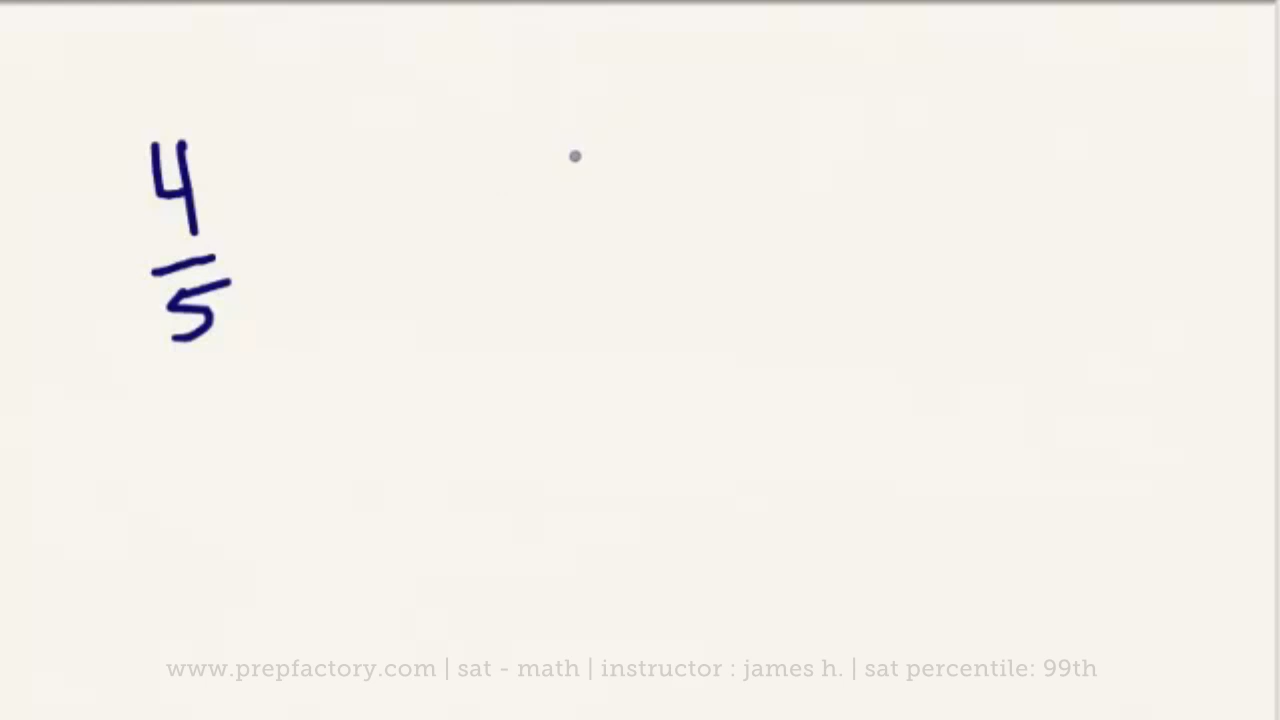 4
5
www.prepfactory.com | sat - math | instructor : james h. | sat percentile: 99th